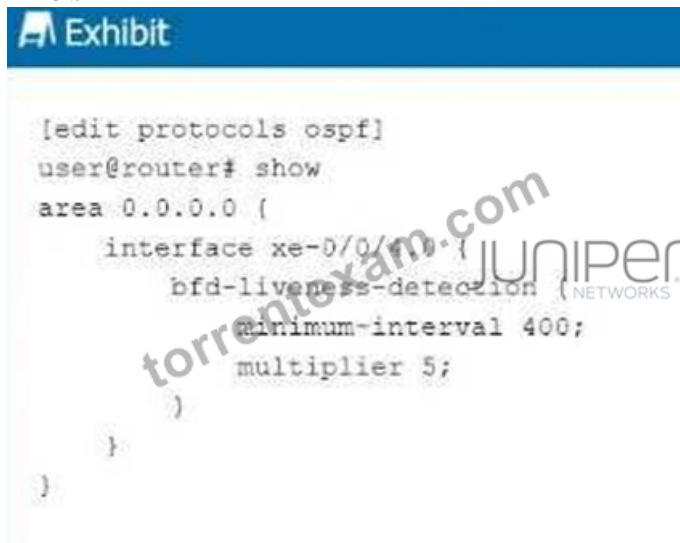 Exhibit
[edit protocols ospf]
user@router# show
area 0.0.0.0 {
interface xe-0/0/4.0 {
bfd-liveness-detection {
minimum-interval 400;
multiplier 5;
}
}
}
JUNIPER
NETWORKS
torrentexam.com